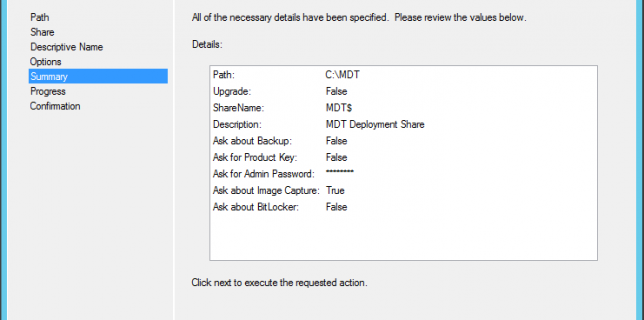 Path
Share
Descriptive Name
Options
Summary
Progress
Confirmation
All of the necessary details have been specified. Please review the values below.
Details:
Path: C:\MDT
Upgrade: False
ShareName: MDT$
Description: MDT Deployment Share
Ask about Backup: False
Ask for Product Key: False
Ask for Admin Password: ********
Ask about Image Capture: True
Ask about BitLocker: False
Click next to execute the requested action.